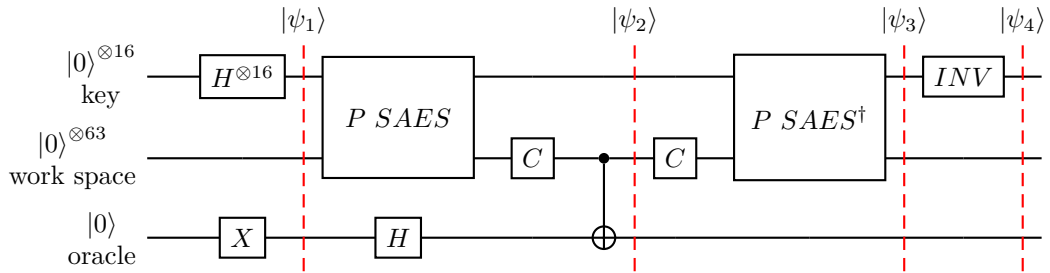 |ψ₁⟩ |ψ₂⟩ |ψ₃⟩ |ψ₄⟩
|0⟩^{⊗16}
key
H^{⊗16}
P SAES
P SAES†
INV
|0⟩^{⊗63}
work space
C
C
|0⟩
oracle
X
H